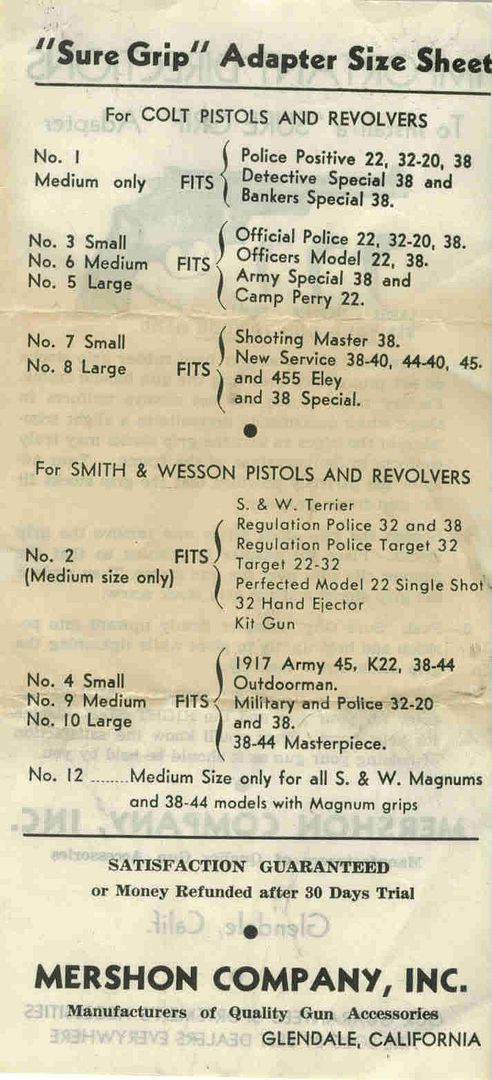 "Sure Grip" Adapter Size Sheet
For COLT PISTOLS AND REVOLVERS
No. 1
Medium only FITS
Police Positive 22, 32-20, 38
Detective Special 38 and
Bankers Special 38.
No. 3 Small
No. 6 Medium FITS
No. 5 Large
Official Police 22, 32-20, 38.
Officers Model 22, 38.
Army Special 38 and
Camp Perry 22.
No. 7 Small
No. 8 Large FITS
Shooting Master 38.
New Service 38-40, 44-40, 45.
and 455 Eley
and 38 Special.
For SMITH & WESSON PISTOLS AND REVOLVERS
No. 2 FITS
(Medium size only)
S. & W. Terrier
Regulation Police 32 and 38
Regulation Police Target 32
Target 22-32
Perfected Model 22 Single Shot
32 Hand Ejector
Kit Gun
No. 4 Small
No. 9 Medium FITS
No. 10 Large
1917 Army 45, K22, 38-44
Outdoorman.
Military and Police 32-20
and 38.
38-44 Masterpiece.
No. 12 ........Medium Size only for all S. & W. Magnums
and 38-44 models with Magnum grips
SATISFACTION GUARANTEED
or Money Refunded after 30 Days Trial
MERSHON COMPANY, INC.
Manufacturers of Quality Gun Accessories
GLENDALE, CALIFORNIA